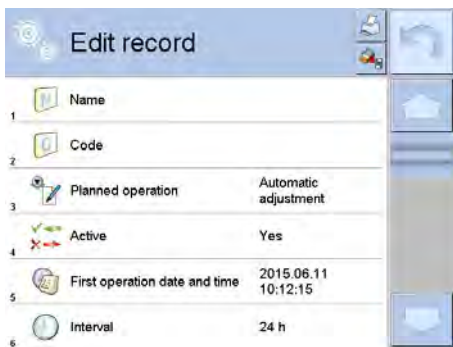 Edit record
1 Name
2 Code
3 Planned operation Automatic adjustment
4 Active Yes
5 First operation date and time 2015.06.11 10:12:15
6 Interval 24 h